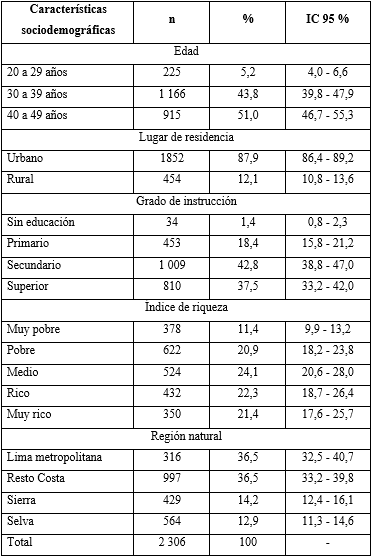 Características sociodemográficas n % IC 95 %
Edad
20 a 29 años 225 5,2 4,0 - 6,6
30 a 39 años 1 166 43,8 39,8 - 47,9
40 a 49 años 915 51,0 46,7 - 55,3
Lugar de residencia
Urbano 1852 87,9 86,4 - 89,2
Rural 454 12,1 10,8 - 13,6
Grado de instrucción
Sin educación 34 1,4 0,8 - 2,3
Primario 453 18,4 15,8 - 21,2
Secundario 1 009 42,8 38,8 - 47,0
Superior 810 37,5 33,2 - 42,0
Índice de riqueza
Muy pobre 378 11,4 9,9 - 13,2
Pobre 622 20,9 18,2 - 23,8
Medio 524 24,1 20,6 - 28,0
Rico 432 22,3 18,7 - 26,4
Muy rico 350 21,4 17,6 - 25,7
Región natural
Lima metropolitana 316 36,5 32,5 - 40,7
Resto Costa 997 36,5 33,2 - 39,8
Sierra 429 14,2 12,4 - 16,1
Selva 564 12,9 11,3 - 14,6
Total 2 306 100 -